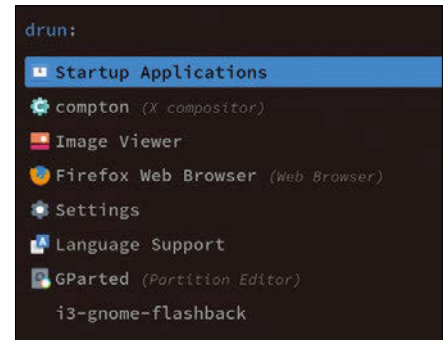 drun:
Startup Applications
compton (X compositor)
Image Viewer
Firefox Web Browser (Web Browser)
Settings
Language Support
GParted (Partition Editor)
i3-gnome-flashback